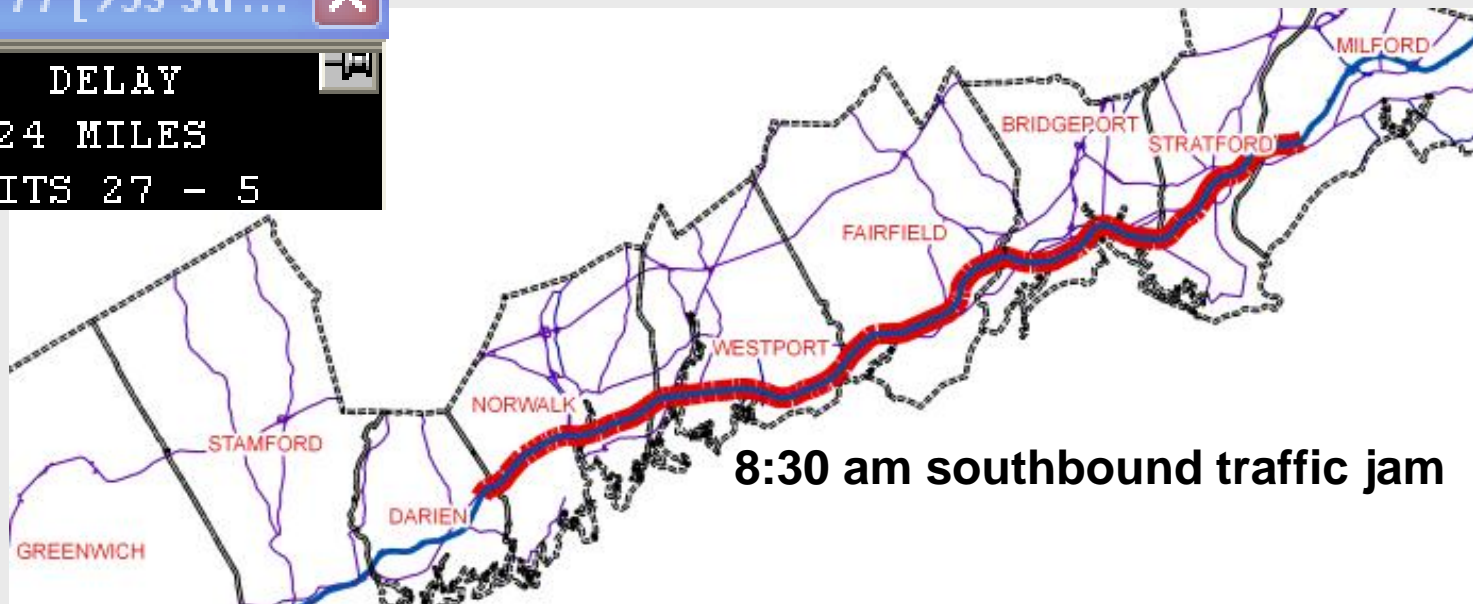 DELAY
24 MILES
ITS 27 - 5
MILFORD
BRIDGEPORT
STRATFORD
FAIRFIELD
WESTPORT
NORWALK
STAMFORD
8:30 am southbound traffic jam
DARIEN
GREENWICH